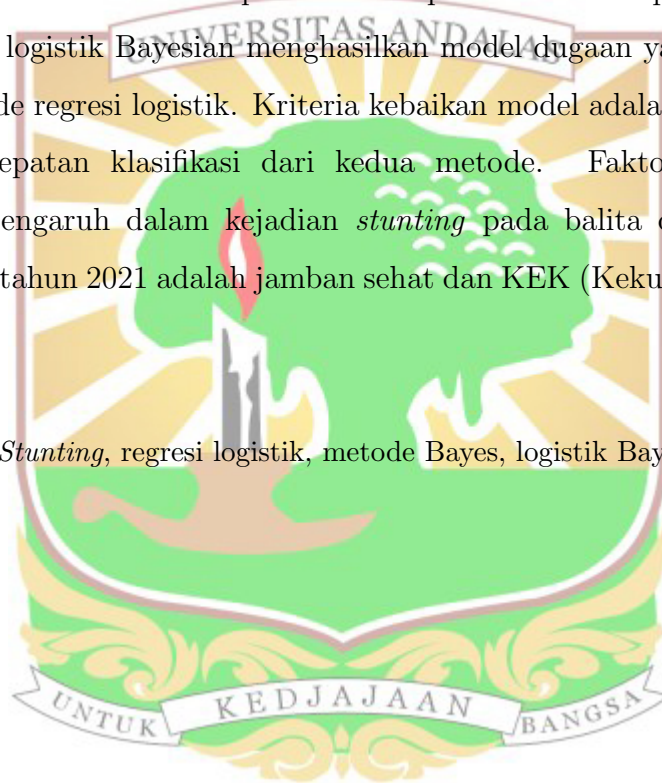 logistik Bayesian menghasilkan model dugaan
UNIVERSITAS ANDALAS
de regresi logistik. Kriteria kebaikan model adala
epatan klasifikasi dari kedua metode. Fakto
engaruh dalam kejadian stunting pada balita
tahun 2021 adalah jamban sehat dan KEK (Keku
Stunting, regresi logistik, metode Bayes, logistik Bay
UNTUK KEDJAJAAN BANGSA